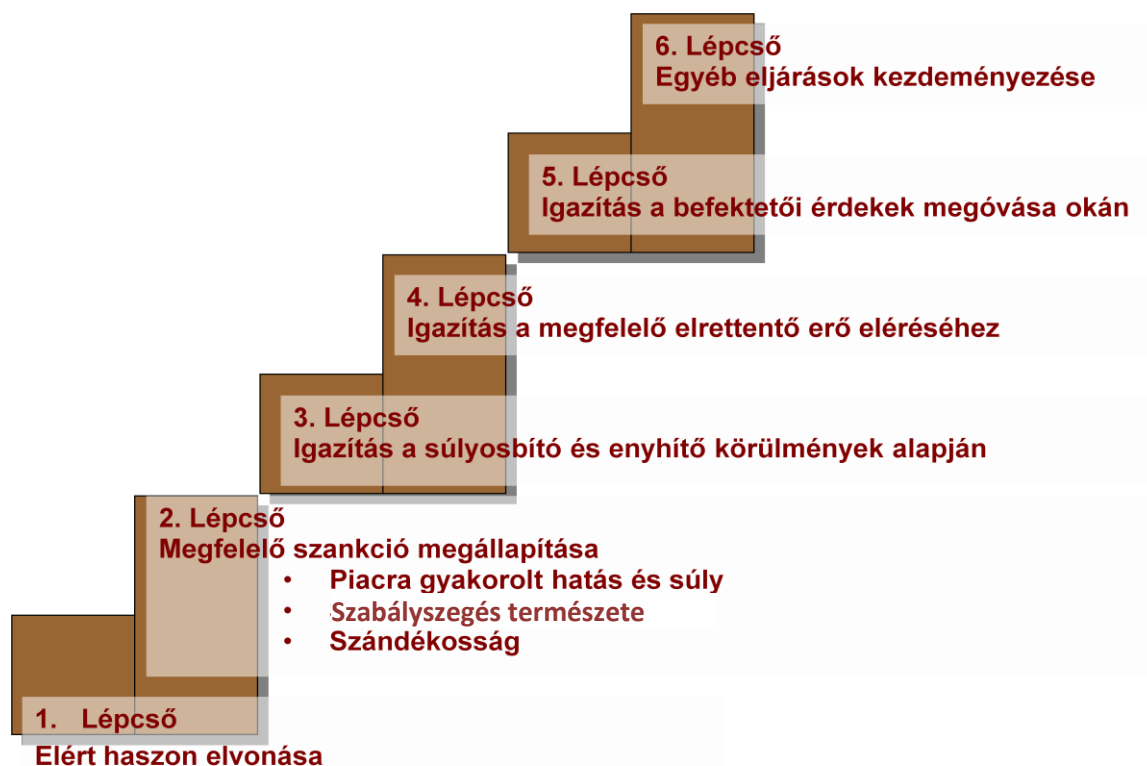 6. Lépcső
Egyéb eljárások kezdeményezése
5. Lépcső
Igazítás a befektetői érdekek megóvása okán
4. Lépcső
Igazítás a megfelelő elrettentő erő eléréséhez
3. Lépcső
Igazítás a súlyosbító és enyhítő körülmények alapján
2. Lépcső
Megfelelő szankció megállapítása
• Piacra gyakorolt hatás és súly
• Szabályszegés természete
• Szándékosság
1. Lépcső
Elért haszon elvonása